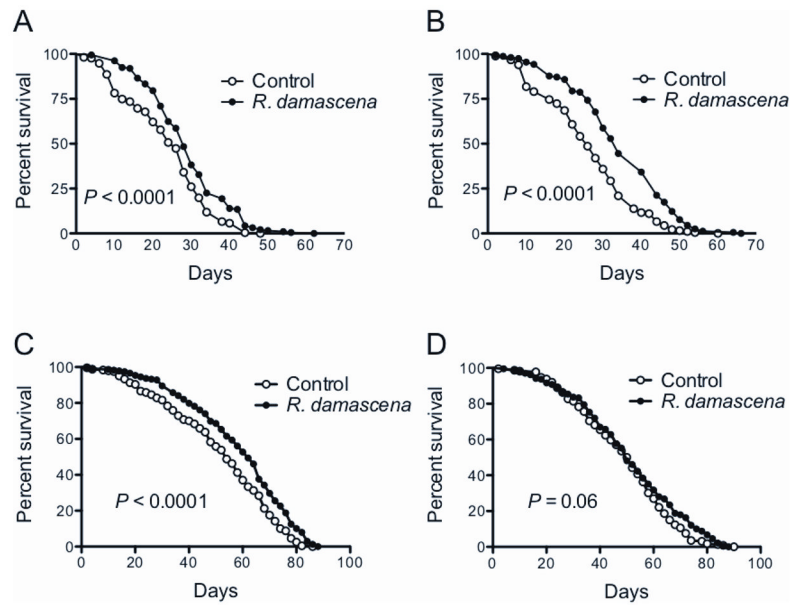 A
Percent survival
100
75
50
25
0
Control
R. damascena
P < 0.0001
0 10 20 30 40 50 60 70
Days
B
Percent survival
100
75
50
25
0
Control
R. damascena
P < 0.0001
0 10 20 30 40 50 60 70
Days
C
Percent survival
100
80
60
40
20
0
Control
R. damascena
P < 0.0001
0 20 40 60 80 100
Days
D
Percent survival
100
80
60
40
20
0
Control
R. damascena
P = 0.06
0 20 40 60 80 100
Days